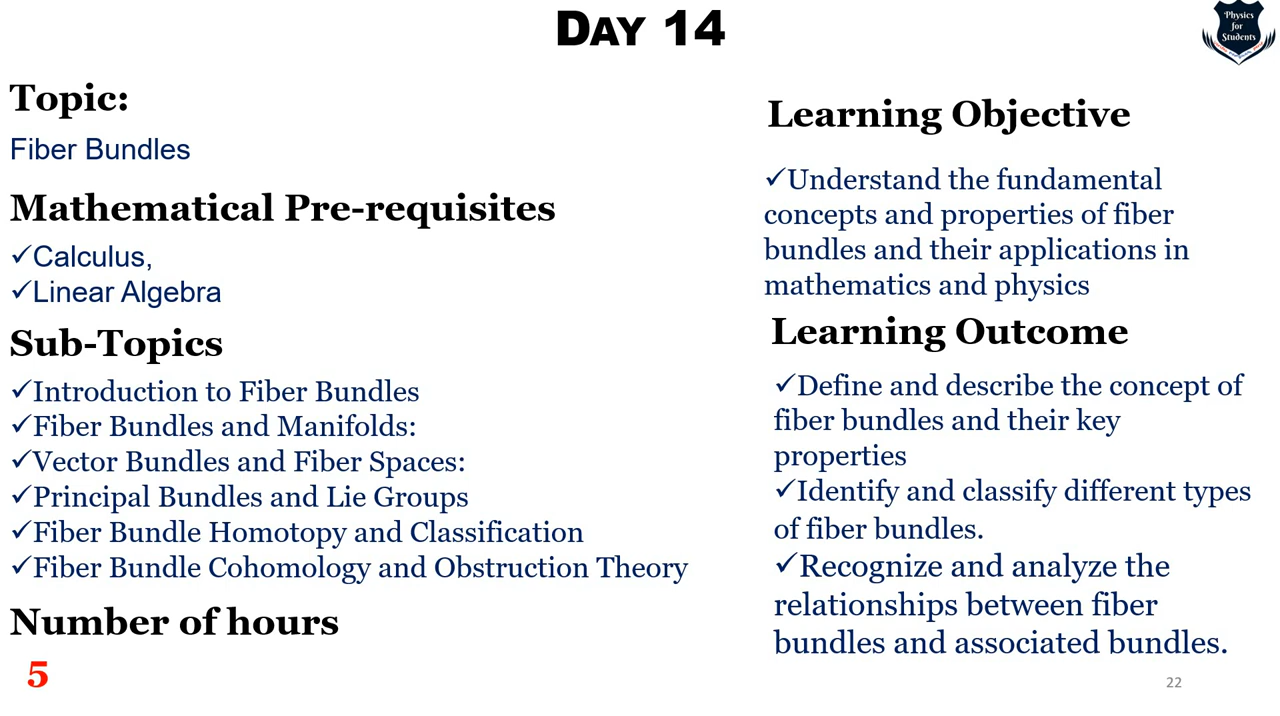 DAY 14
Physics
for
Students
Topic:
Fiber Bundles
Mathematical Pre-requisites
✓Calculus,
✓Linear Algebra
Sub-Topics
✓Introduction to Fiber Bundles
✓Fiber Bundles and Manifolds:
✓Vector Bundles and Fiber Spaces:
✓Principal Bundles and Lie Groups
✓Fiber Bundle Homotopy and Classification
✓Fiber Bundle Cohomology and Obstruction Theory
Number of hours
5
Learning Objective
✓Understand the fundamental
concepts and properties of fiber
bundles and their applications in
mathematics and physics
Learning Outcome
✓Define and describe the concept of
fiber bundles and their key
properties
✓Identify and classify different types
of fiber bundles.
✓Recognize and analyze the
relationships between fiber
bundles and associated bundles.
22